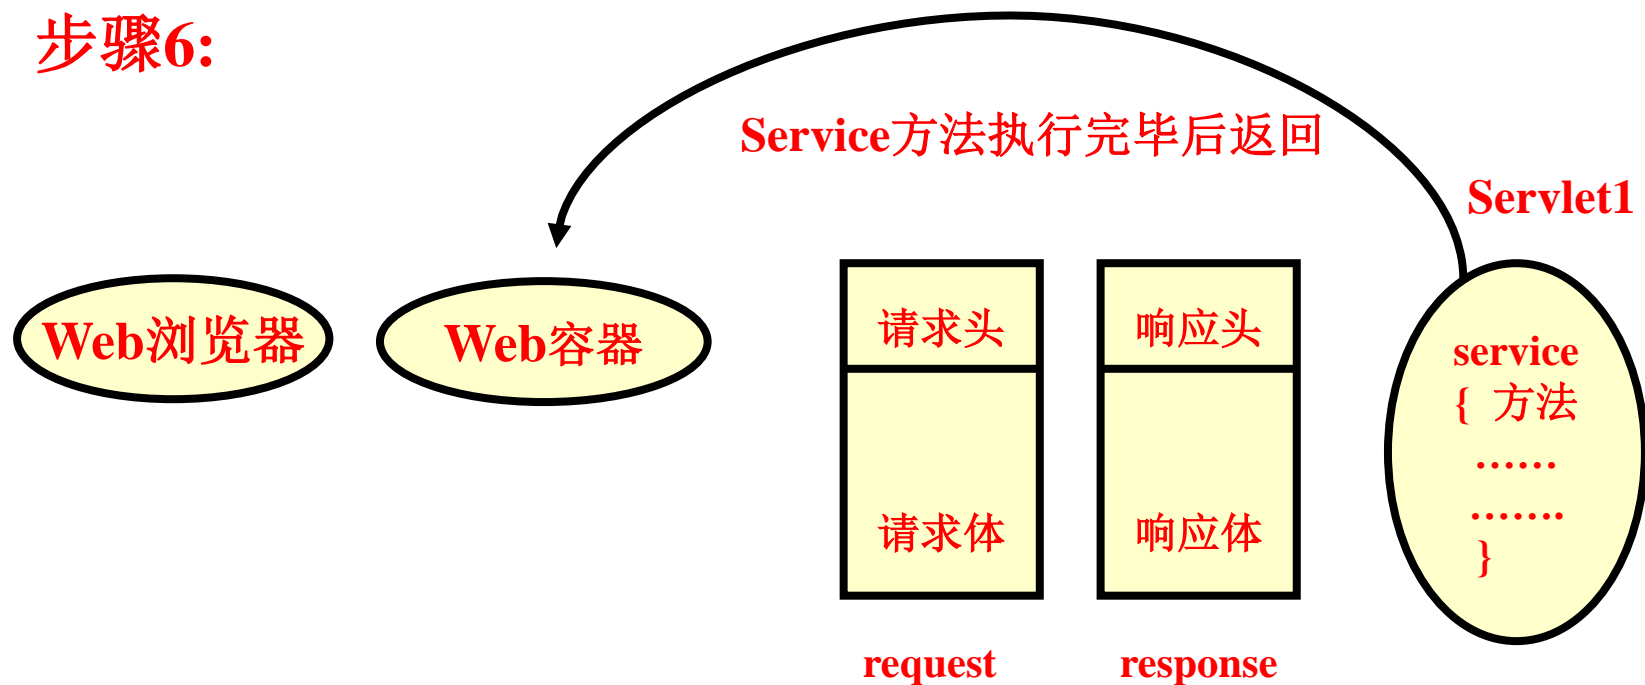 步骤6:
Service方法执行完毕后返回
Servlet1
Web浏览器
Web容器
请求头
响应头
请求体
响应体
service
{ 方法
……
…….
}
request
response